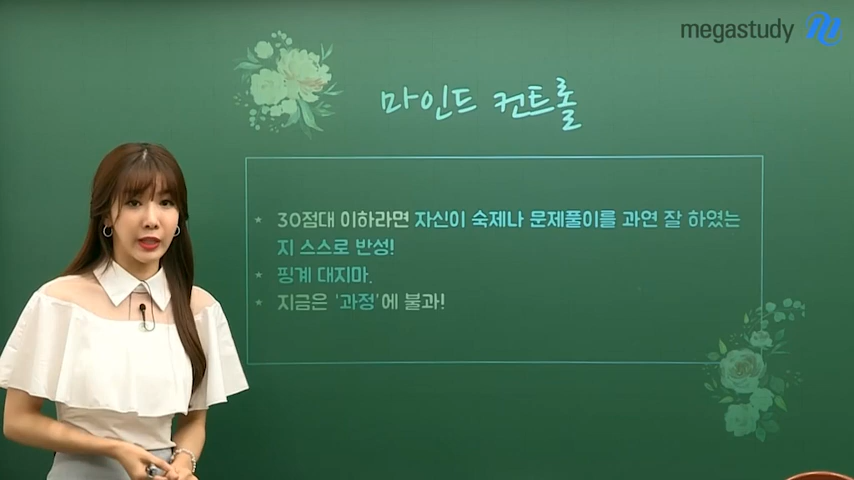 megastudy
마인드 컨트롤
★ 30점대 이하라면 자신이 숙제나 문제풀이를 과연 잘 하였는
지 스스로 반성!
★ 핑계 대지마.
★ 지금은 '과정'에 불과!